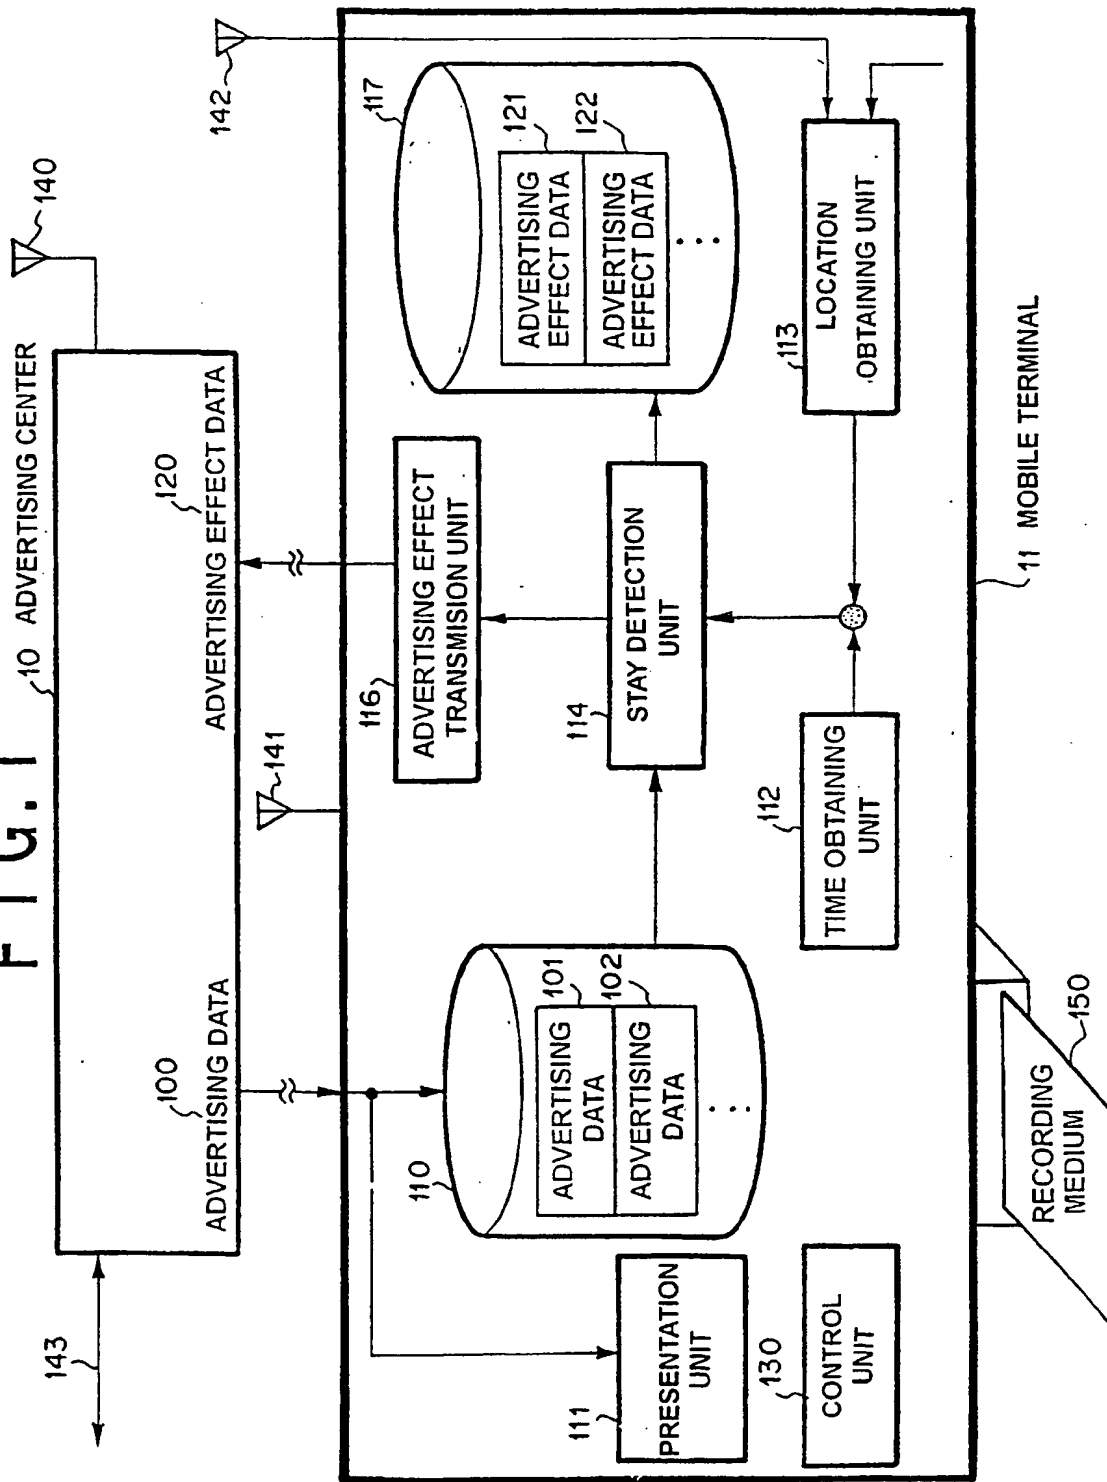 FIG.1
10 ADVERTISING CENTER
140
142
143
100
ADVERTISING DATA
120
ADVERTISING EFFECT DATA
141
117
121
ADVERTISING
EFFECT DATA
122
ADVERTISING
EFFECT DATA
116
ADVERTISING EFFECT
TRANSMISION UNIT
110
101
ADVERTISING
DATA
102
ADVERTISING
DATA
114
STAY DETECTION
UNIT
111
PRESENTATION
UNIT
130
CONTROL
UNIT
112
TIME OBTAINING
UNIT
113
LOCATION
OBTAINING UNIT
11 MOBILE TERMINAL
150
RECORDING
MEDIUM